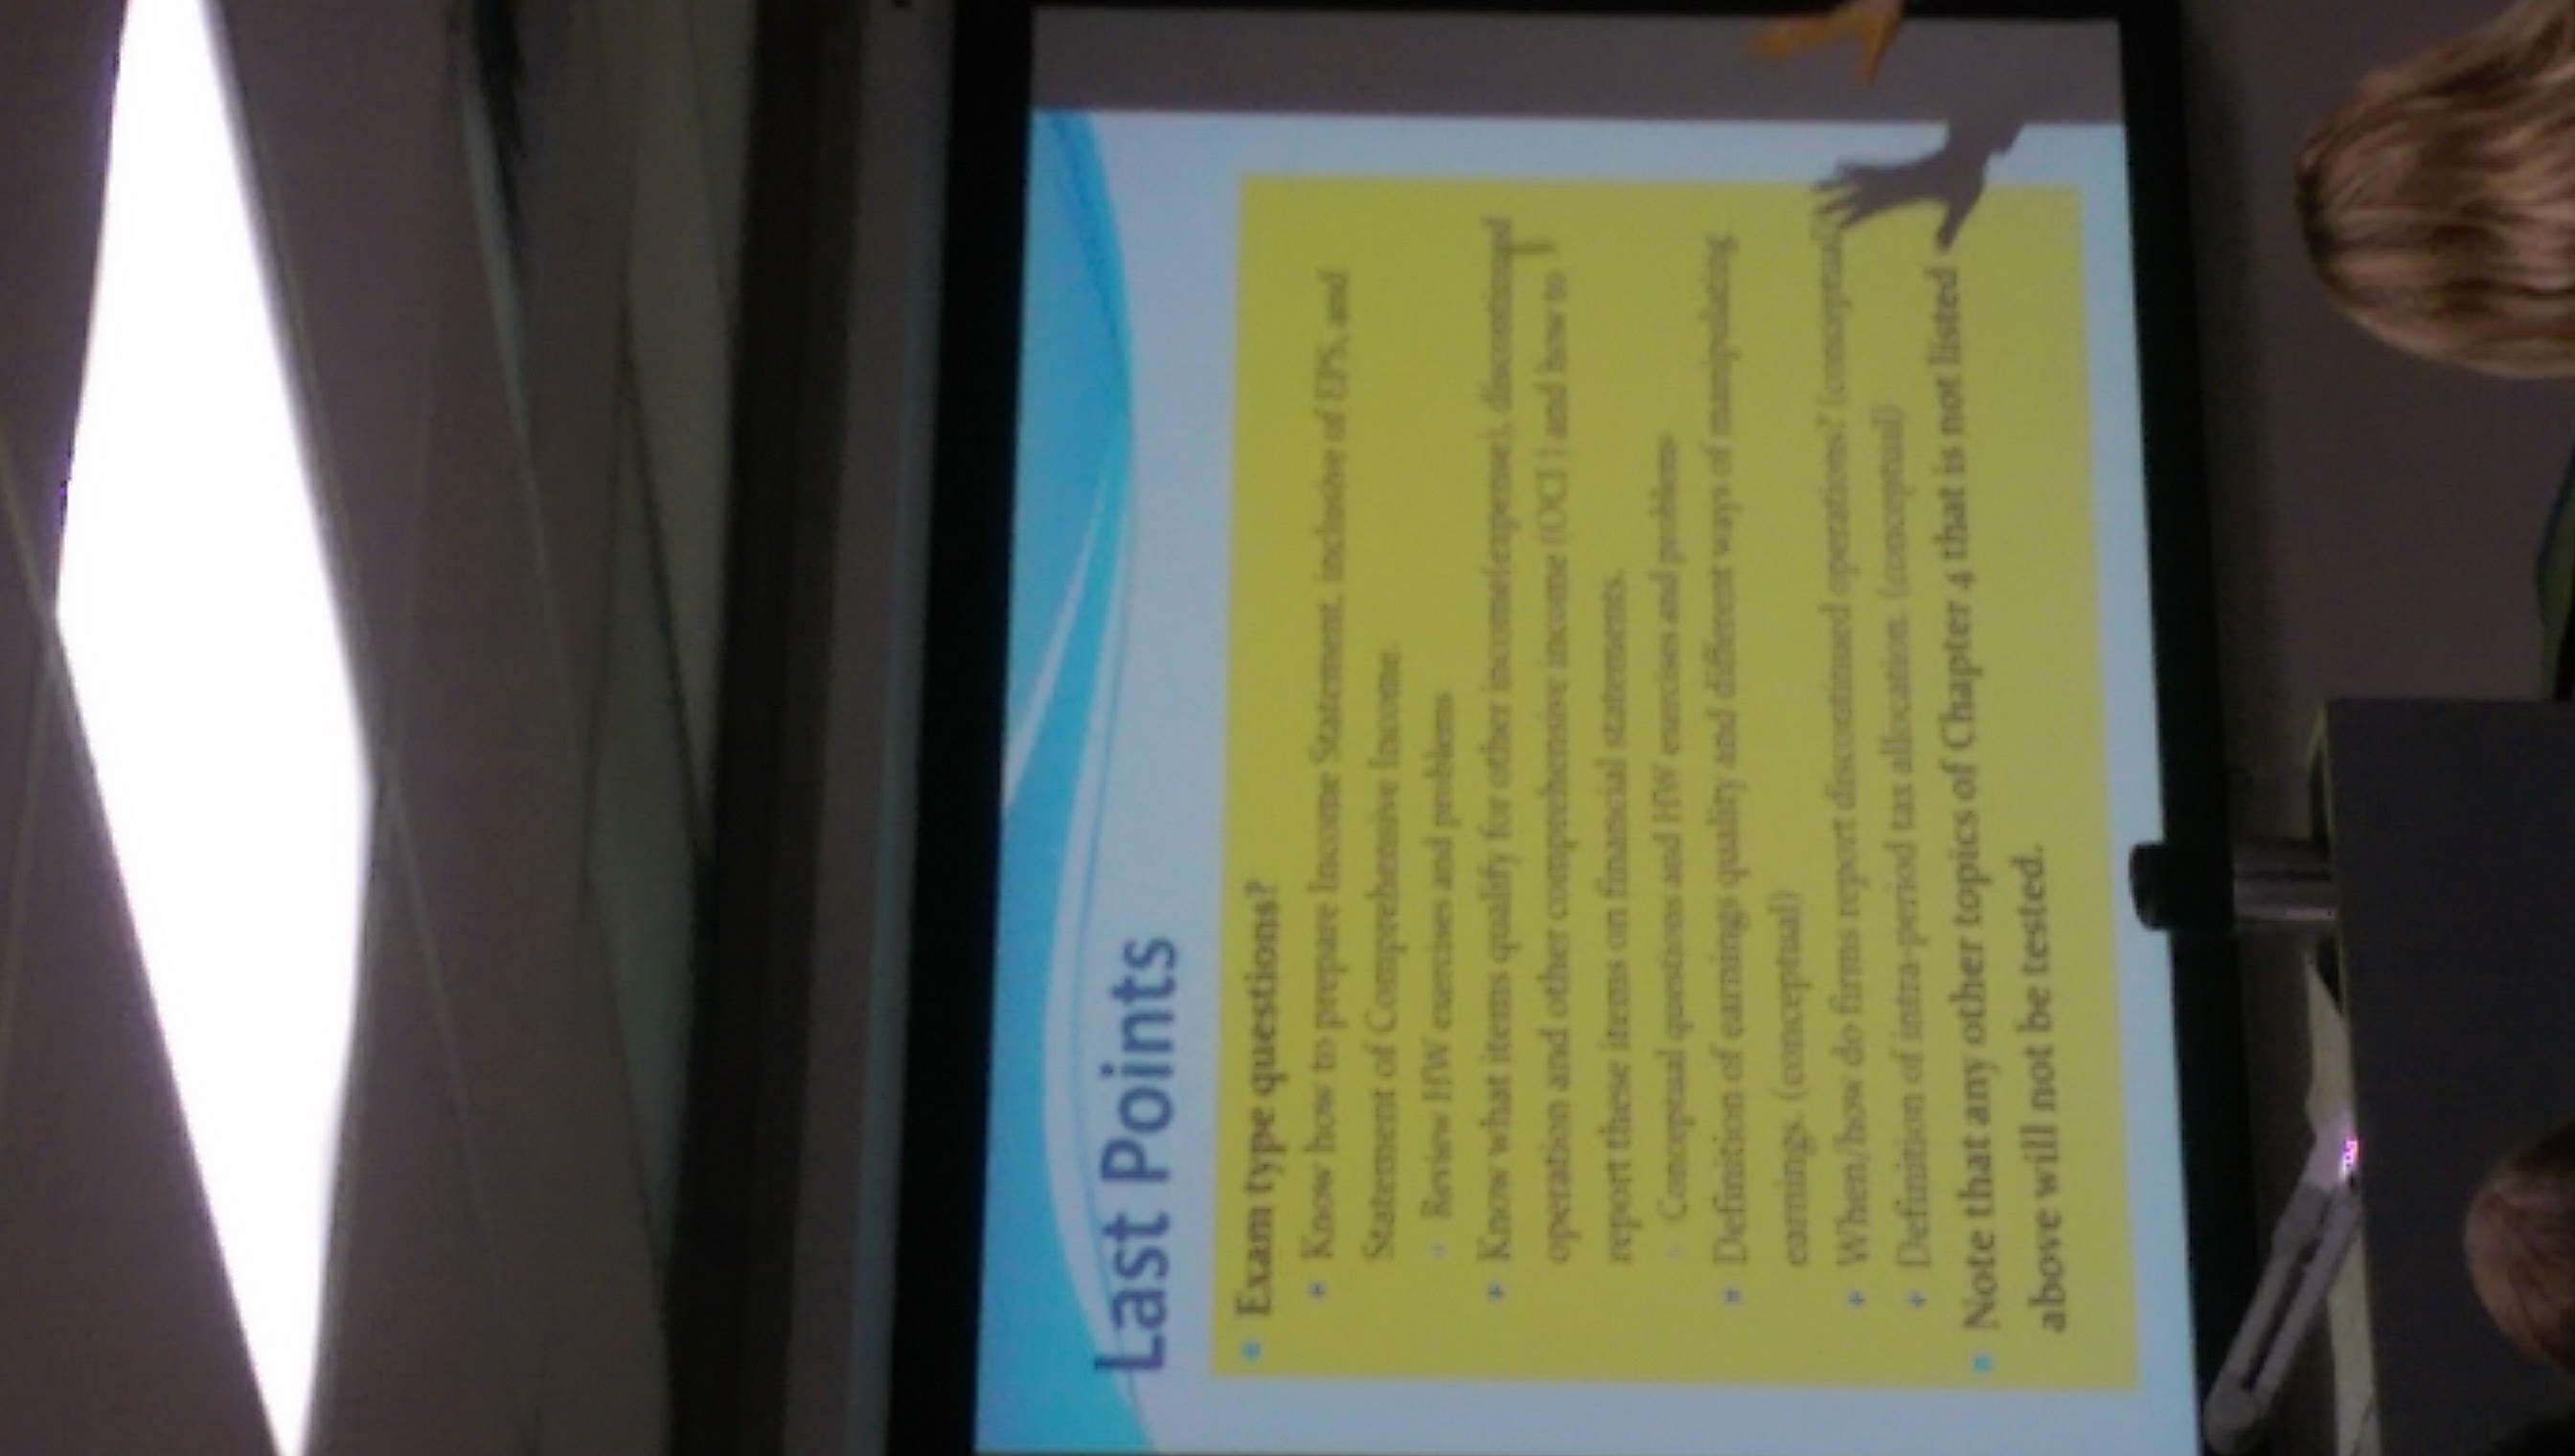 Last Points
Exam type questions?
Know how to prepare Income Statement, inclusive of EPS, and
Statement of Comprehensive Income.
Review HW exercises and problems
Know what items qualify for other income(expense), discontinued
operation and other comprehensive income (OCI ) and how to
report these items on financial statements.
Conceptual questions and HW exercises and problems
Definition of earnings quality and different ways of manipulating
earnings. (conceptual)
When/how do firms report discontinued operations? (conceptual)
Definition of intra-period tax allocation. (conceptual)
Note that any other topics of Chapter 4 that is not listed
above will not be tested.